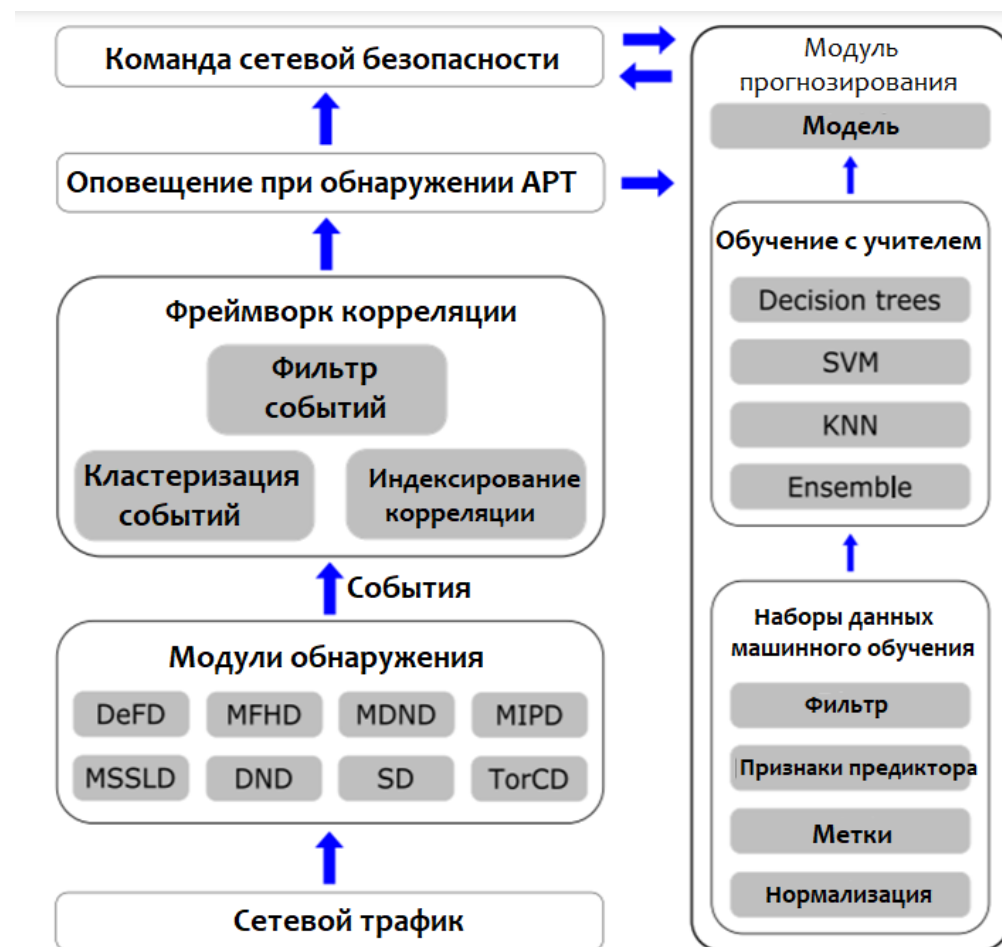 Команда сетевой безопасности
Оповещение при обнаружении АРТ
Фреймворк корреляции
Фильтр
событий
Кластеризация
событий
Индексирование
корреляции
События
Модули обнаружения
DeFD MFHD MDND MIPD
MSSLD DND SD TorCD
Сетевой трафик
Модуль
прогнозирования
Модель
Обучение с учителем
Decision trees
SVM
KNN
Ensemble
Наборы данных
машинного обучения
Фильтр
Признаки предиктора
Метки
Нормализация